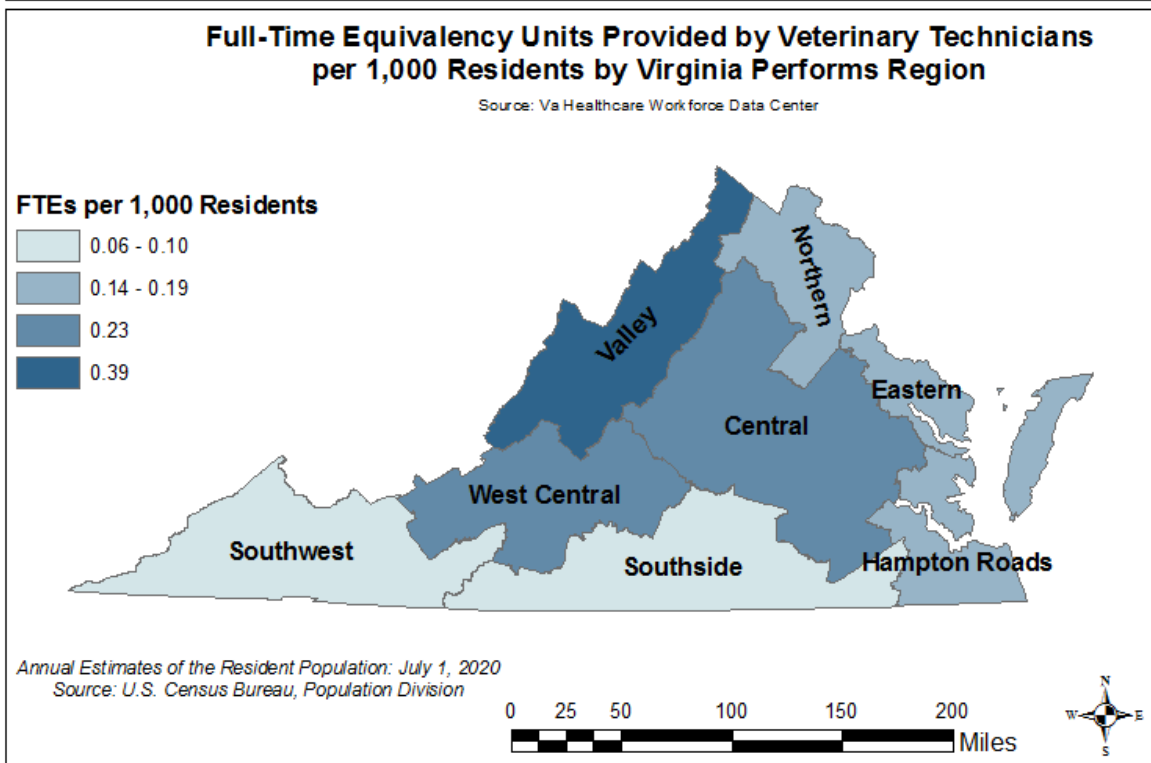 Full-Time Equivalency Units Provided by Veterinary Technicians
per 1,000 Residents by Virginia Performs Region
Source: Va Healthcare Workforce Data Center
FTEs per 1,000 Residents
0.06 - 0.10
0.14 - 0.19
0.23
0.39
Northern
Valley
Eastern
Central
West Central
Southwest
Southside
Hampton Roads
Annual Estimates of the Resident Population: July 1, 2020
Source: U.S. Census Bureau, Population Division
0 25 50 100 150 200
Miles
N
W E
S